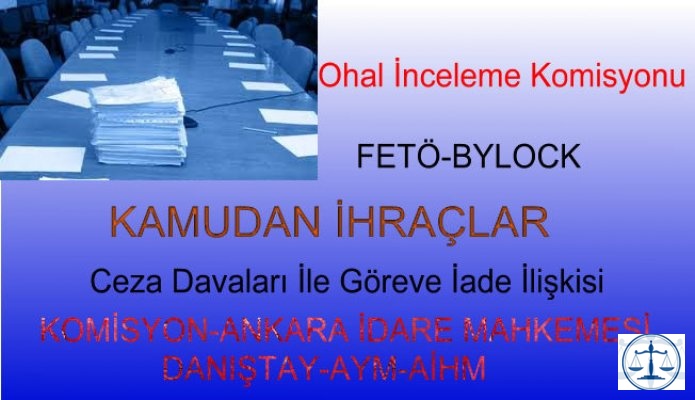 Ohal İnceleme Komisyonu
FETÖ-BYLOCK
KAMUDAN İHRAÇLAR
Ceza Davaları İle Göreve İade İlişkisi
KOMİSYON-ANKARA İDARE MAHKEMESİ
DANIŞTAY-AYM-AİHM